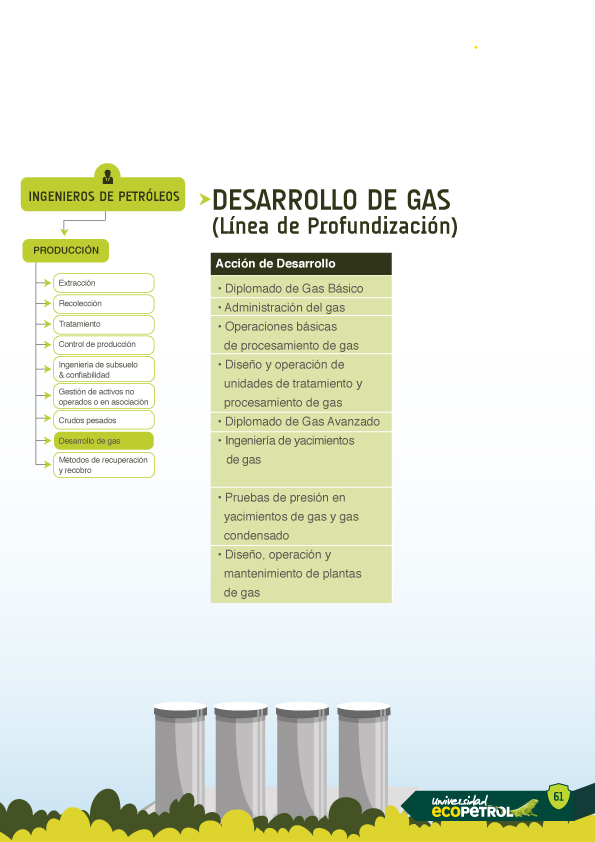 INGENIEROS DE PETRÓLEOS
PRODUCCIÓN
Extracción
Recolección
Tratamiento
Control de producción
Ingenieria de subsuelo
& confiabilidad
Gestión de activos no
operados o en asociación
Crudos pesados
Desarrollo de gas
Métodos de recuperación
y recobro
DESARROLLO DE GAS
(Línea de Profundización)
Acción de Desarrollo
• Diplomado de Gas Básico
• Administración del gas
• Operaciones básicas
de procesamiento de gas
• Diseño y operación de
unidades de tratamiento y
procesamiento de gas
• Diplomado de Gas Avanzado
• Ingeniería de yacimientos
de gas
• Pruebas de presión en
yacimientos de gas y gas
condensado
• Diseño, operación y
mantenimiento de plantas
de gas
Universidad
ECOPETROL
61